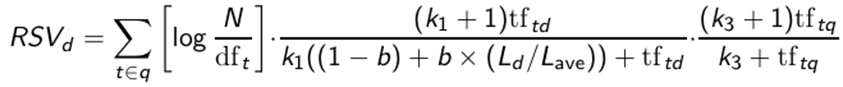 RSV_d = \sum_{t \in q} \left[ \log \frac{N}{\mathrm{df}_t} \right] \cdot \frac{(k_1 + 1)\mathrm{tf}_{td}}{k_1((1 - b) + b \times (L_d/L_{\mathrm{ave}})) + \mathrm{tf}_{td}} \cdot \frac{(k_3 + 1)\mathrm{tf}_{tq}}{k_3 + \mathrm{tf}_{tq}}